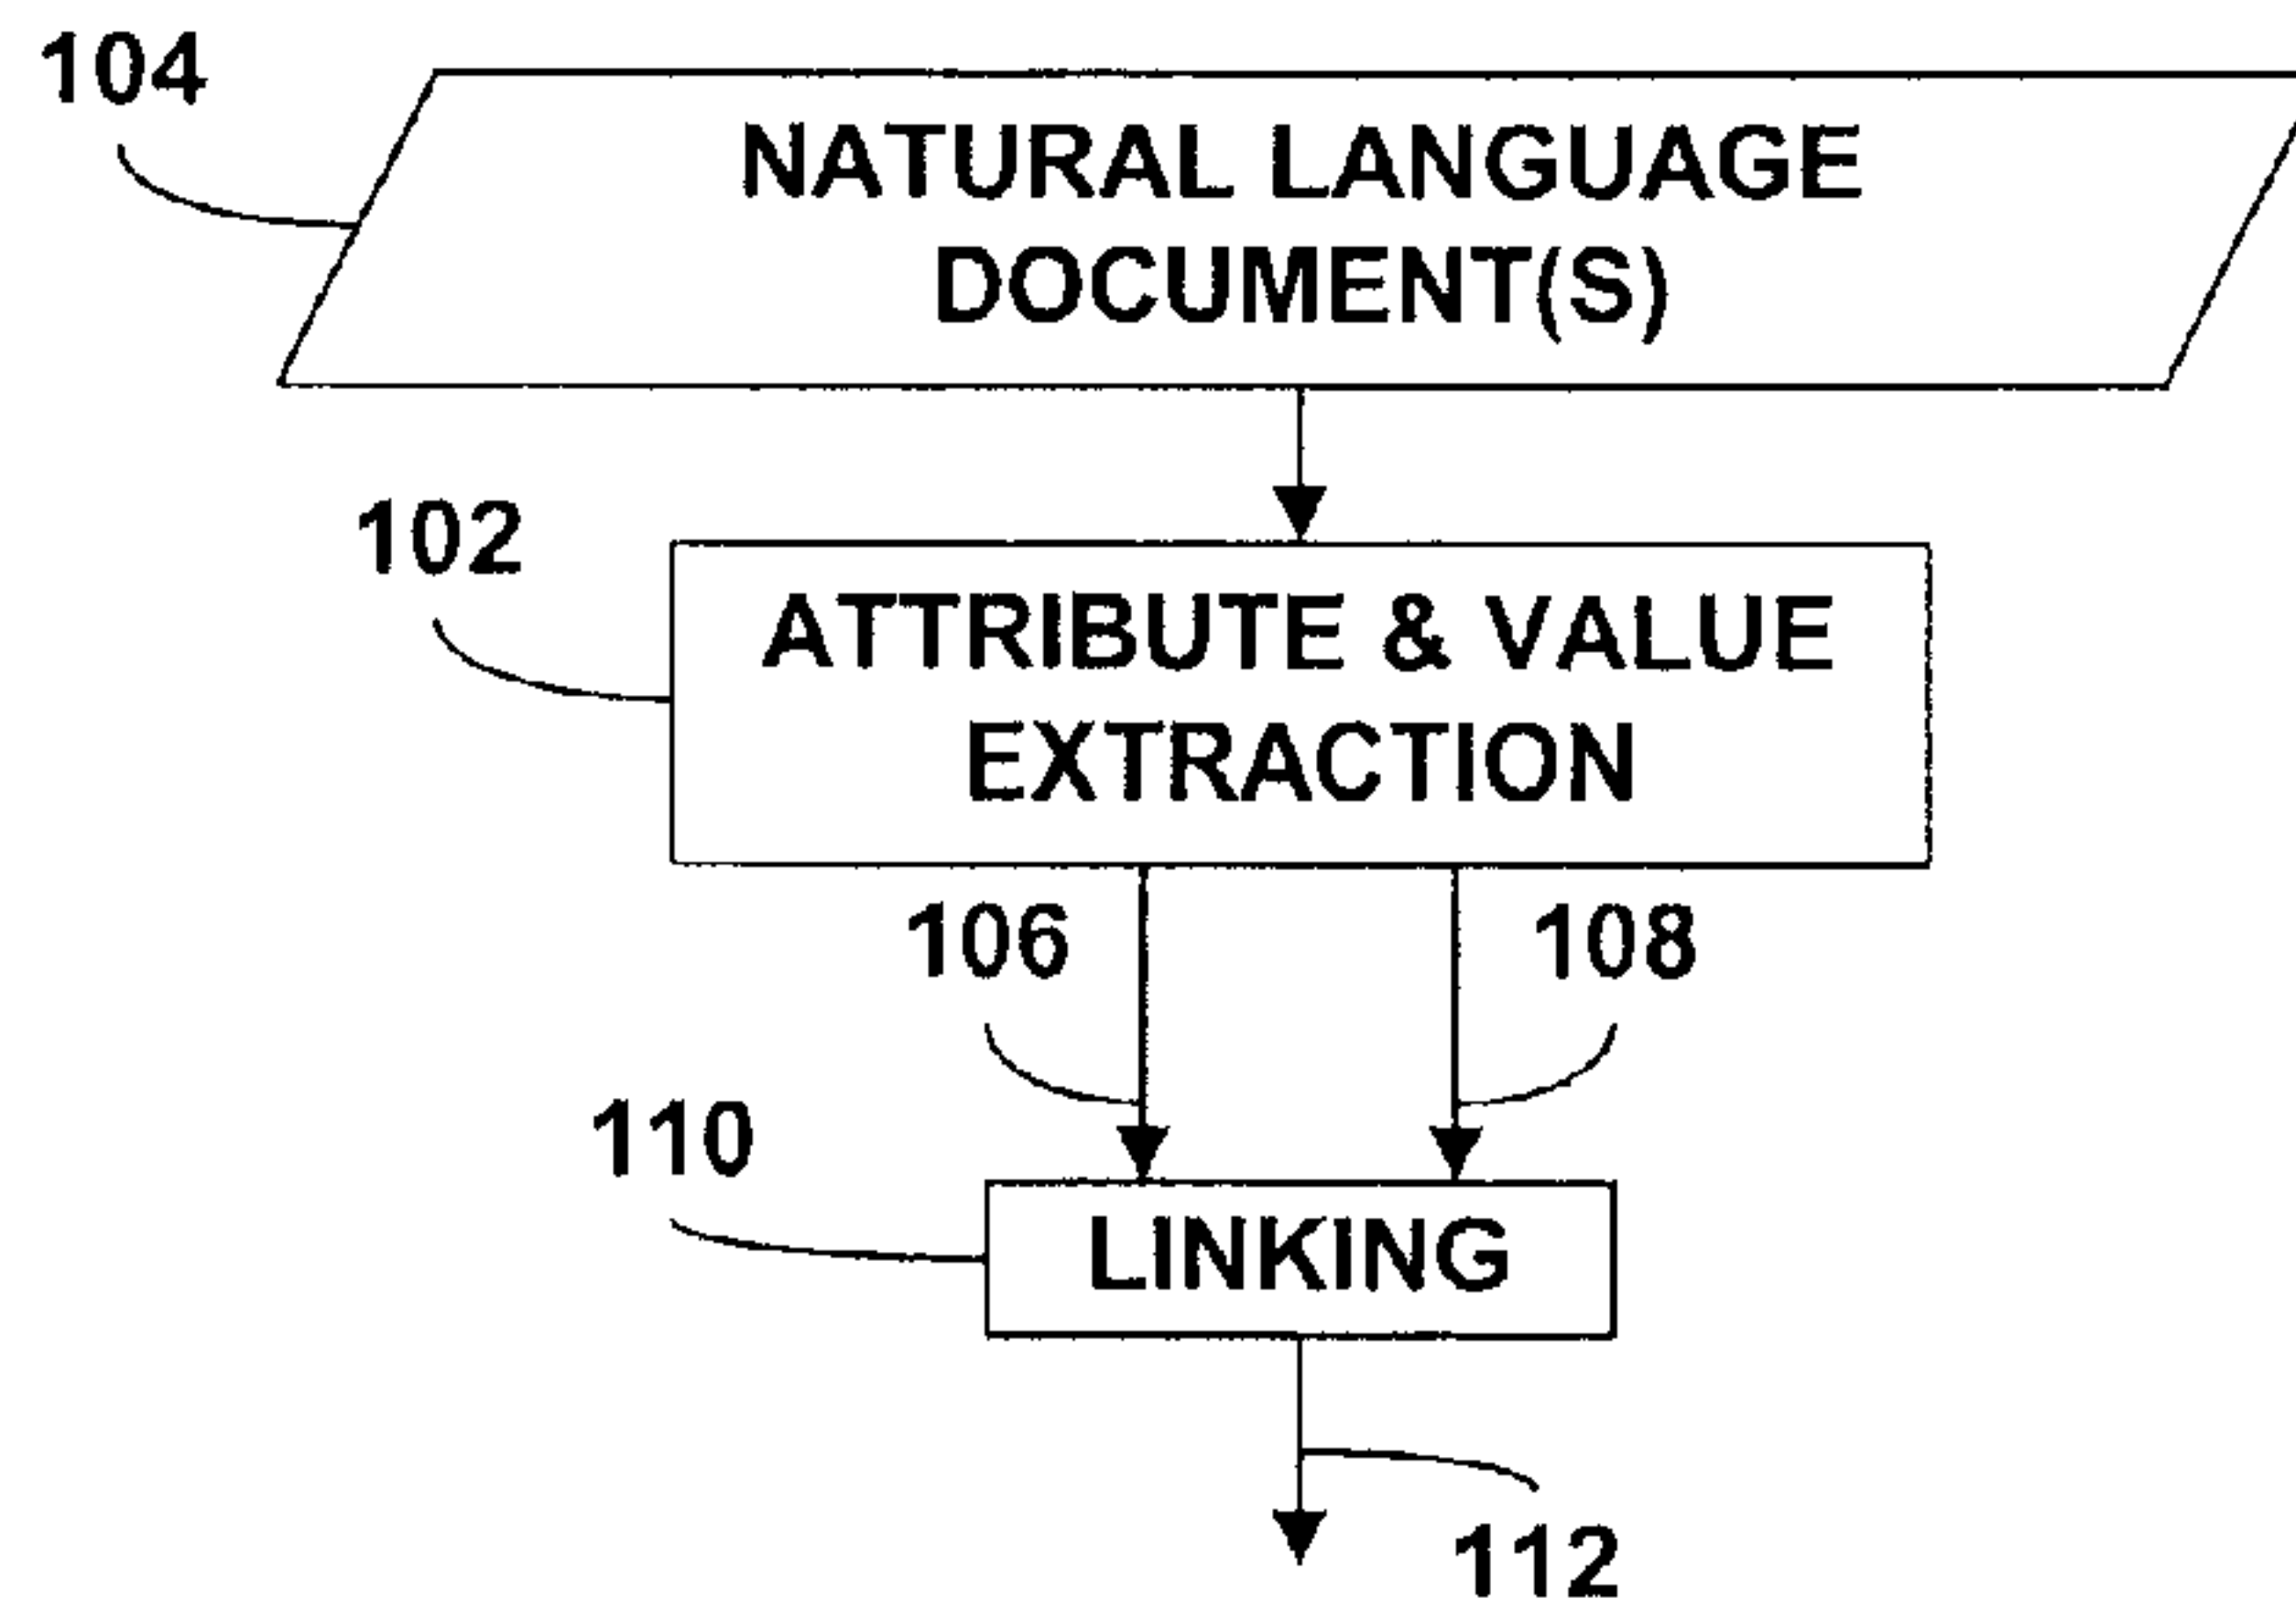 104
NATURAL LANGUAGE
DOCUMENT(S)
102
ATTRIBUTE & VALUE
EXTRACTION
106
108
110
LINKING
112